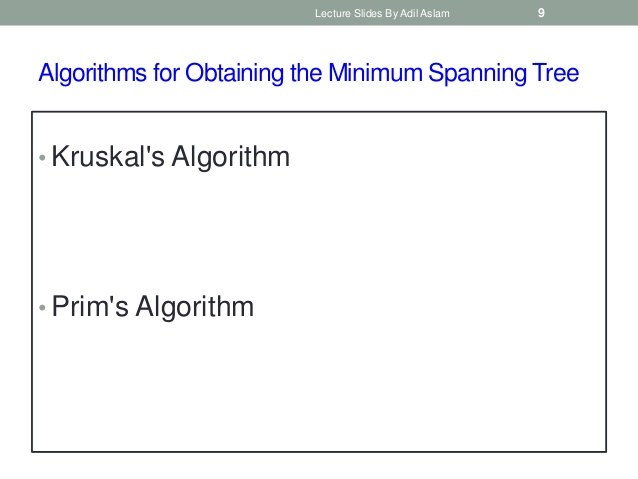 Lecture Slides By Adil Aslam 9
Algorithms for Obtaining the Minimum Spanning Tree
• Kruskal's Algorithm
• Prim's Algorithm